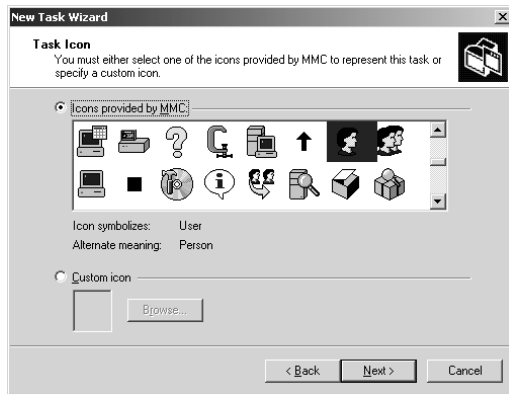 New Task Wizard
Task Icon
You must either select one of the icons provided by MMC to represent this task or
specify a custom icon.
Icons provided by MMC:
Icon symbolizes: User
Alternate meaning: Person
Custom icon
Browse...
< Back Next > Cancel